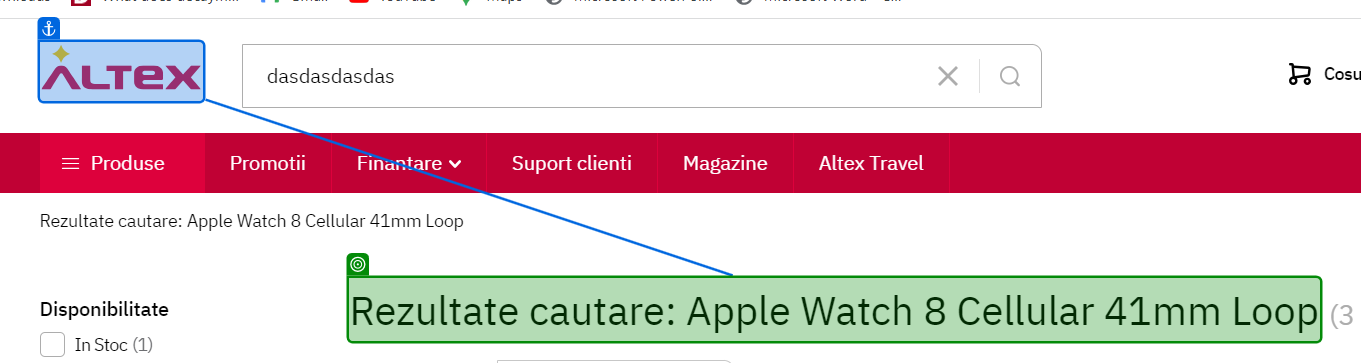 ALTEX
dasdasdasdas
Cosu
Produse Promotii Finantare Suport clienti Magazine Altex Travel
Rezultate cautare: Apple Watch 8 Cellular 41mm Loop
Rezultate cautare: Apple Watch 8 Cellular 41mm Loop (3
Disponibilitate
In Stoc (1)